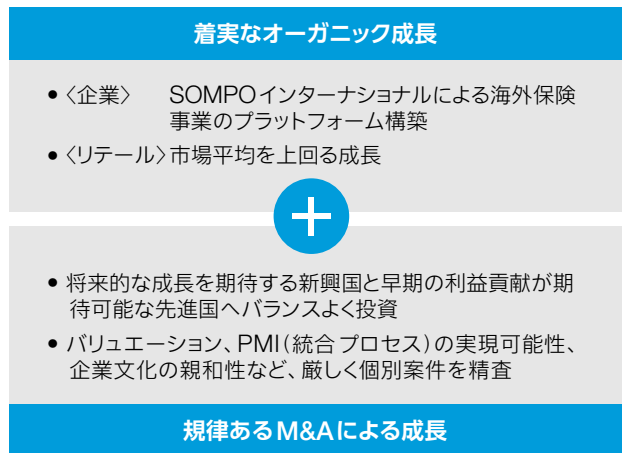 着実なオーガニック成長
• 〈企業〉　SOMPOインターナショナルによる海外保険
事業のプラットフォーム構築
• 〈リテール〉市場平均を上回る成長
+
• 将来的な成長を期待する新興国と早期の利益貢献が期
待可能な先進国へバランスよく投資
• バリュエーション、PMI（統合プロセス）の実現可能性、
企業文化の親和性など、厳しく個別案件を精査
規律あるM&Aによる成長